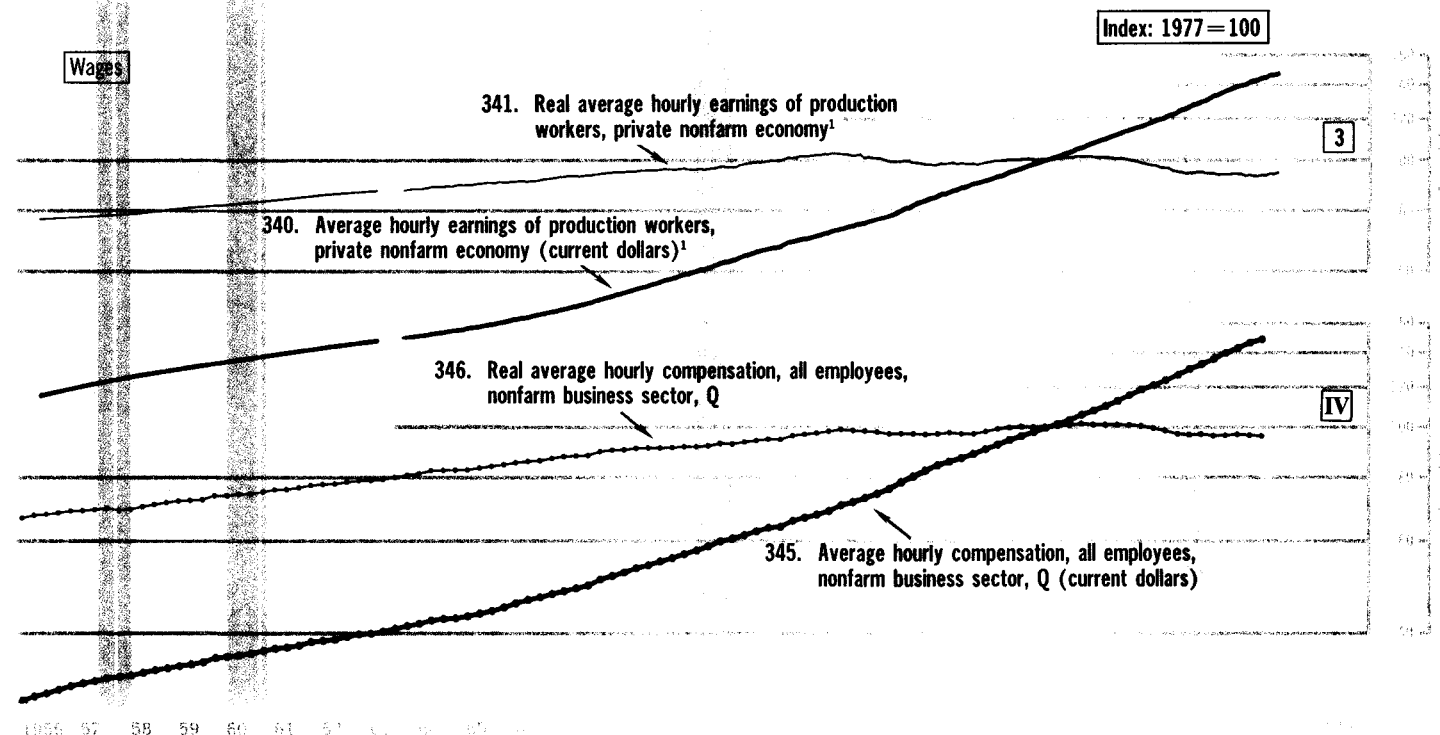 Index: 1977=100
Wages
341. Real average hourly earnings of production
workers, private nonfarm economy¹
3
340. Average hourly earnings of production workers,
private nonfarm economy (current dollars)¹
346. Real average hourly compensation, all employees,
nonfarm business sector, Q
IV
345. Average hourly compensation, all employees,
nonfarm business sector, Q (current dollars)
1956 57 58 59 60 61